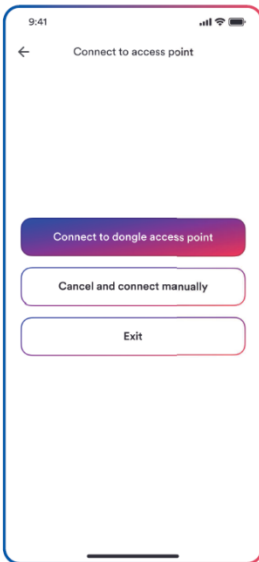 9:41
Connect to access point
Connect to dongle access point
Cancel and connect manually
Exit